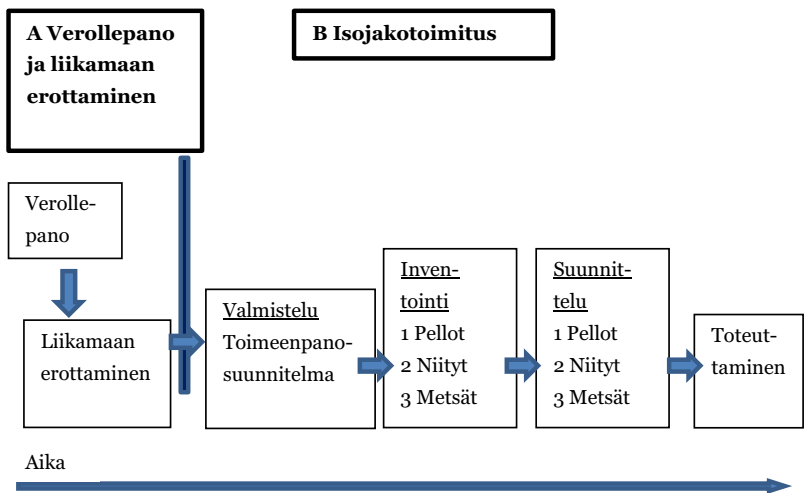 A Verollepano
ja liikamaan
erottaminen
B Isojakotoimitus
Verolle-
pano
Liikamaan
erottaminen
Valmistelu
Toimeenpano-
suunnitelma
Inven-
tointi
1 Pellot
2 Niityt
3 Metsät
Suunnit-
telu
1 Pellot
2 Niityt
3 Metsät
Toteut-
taminen
Aika